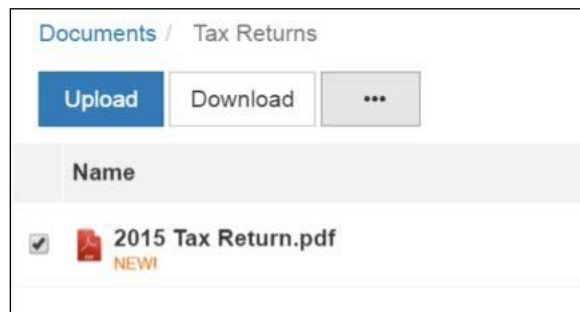 Documents / Tax Returns
Upload Download •••
Name
2015 Tax Return.pdf
NEW!